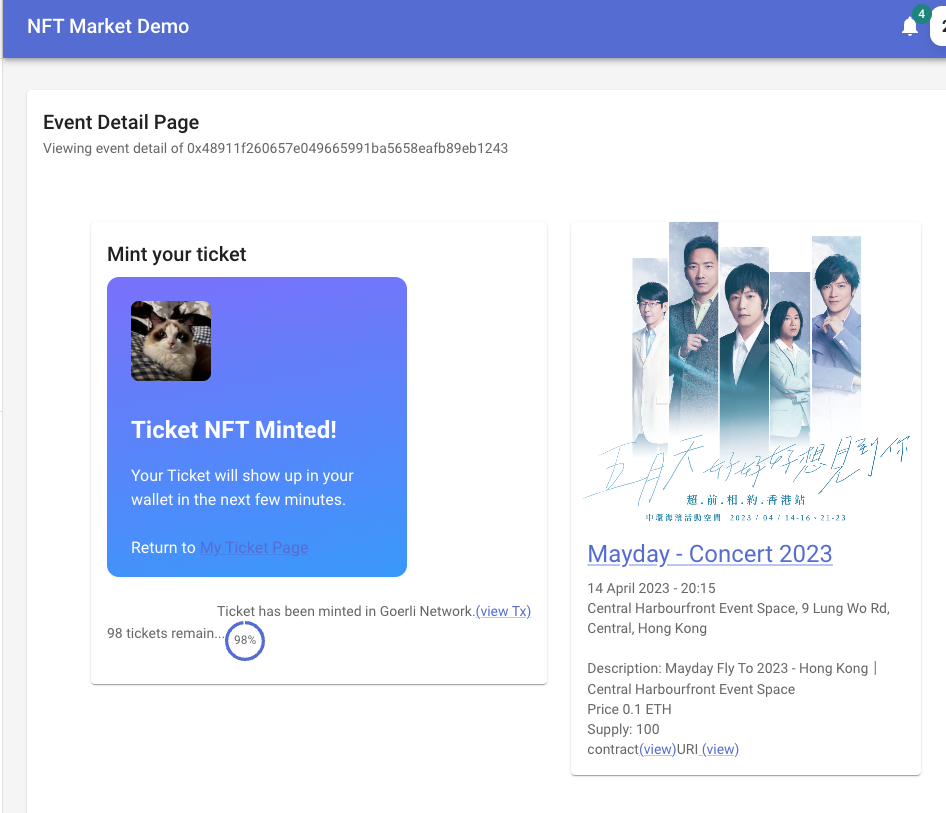 NFT Market Demo
4
2
Event Detail Page
Viewing event detail of 0x48911f260657e049665991ba5658eafb89eb1243
Mint your ticket
Ticket NFT Minted!
Your Ticket will show up in your
wallet in the next few minutes.
Return to My Ticket Page
Ticket has been minted in Goerli Network.(view Tx)
98 tickets remain...
98%
五月天 好好好想見到你
超.前.相.約.香港站
中環海濱活動空間 2023 / 04 / 14-16、21-23
Mayday - Concert 2023
14 April 2023 - 20:15
Central Harbourfront Event Space, 9 Lung Wo Rd,
Central, Hong Kong
Description: Mayday Fly To 2023 - Hong Kong｜
Central Harbourfront Event Space
Price 0.1 ETH
Supply: 100
contract(view)URI (view)